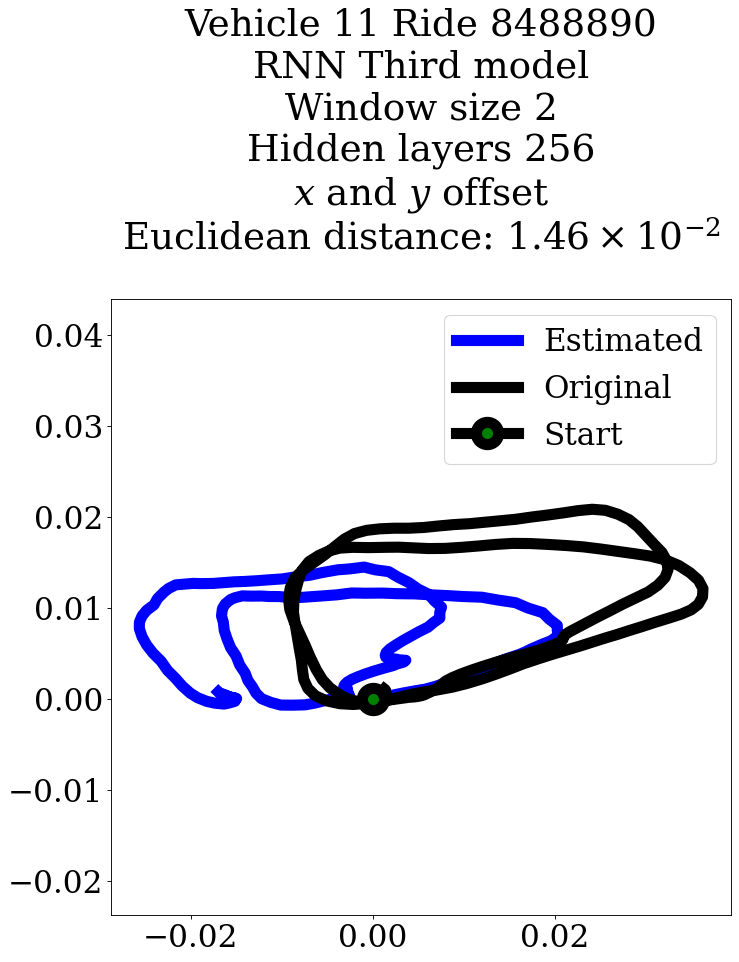 Vehicle 11 Ride 8488890
RNN Third model
Window size 2
Hidden layers 256
x and y offset
Euclidean distance: 1.46 × 10⁻²
Estimated
Original
Start
0.04
0.03
0.02
0.01
0.00
−0.01
−0.02
−0.02 0.00 0.02